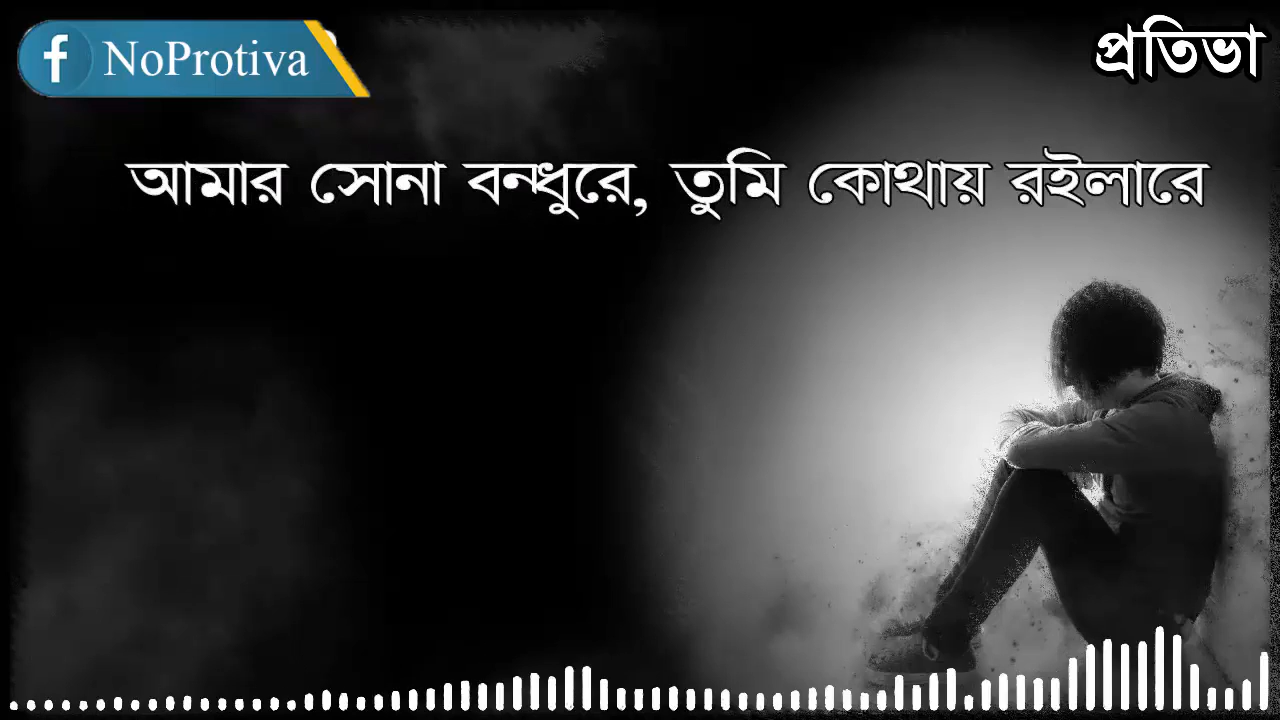 NoProtiva
প্রতিভা
আমার সোনা বন্ধুরে, তুমি কোথায় রইলারে